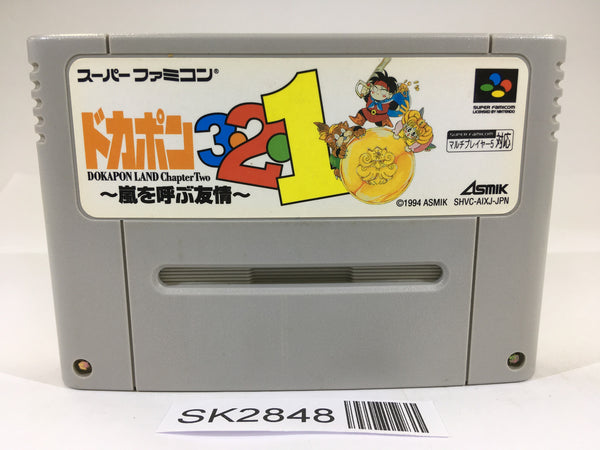 スーパーファミコン®
ドカポン3・2・1
DOKAPON LAND Chapter Two
～嵐を呼ぶ友情～
SUPER FAMICOM
LICENSED BY NINTENDO
SUPER FAMICOM
マルチプレイヤー5 対応
ASMIK
©1994 ASMIK SHVC-AIXJ-JPN
SK2848